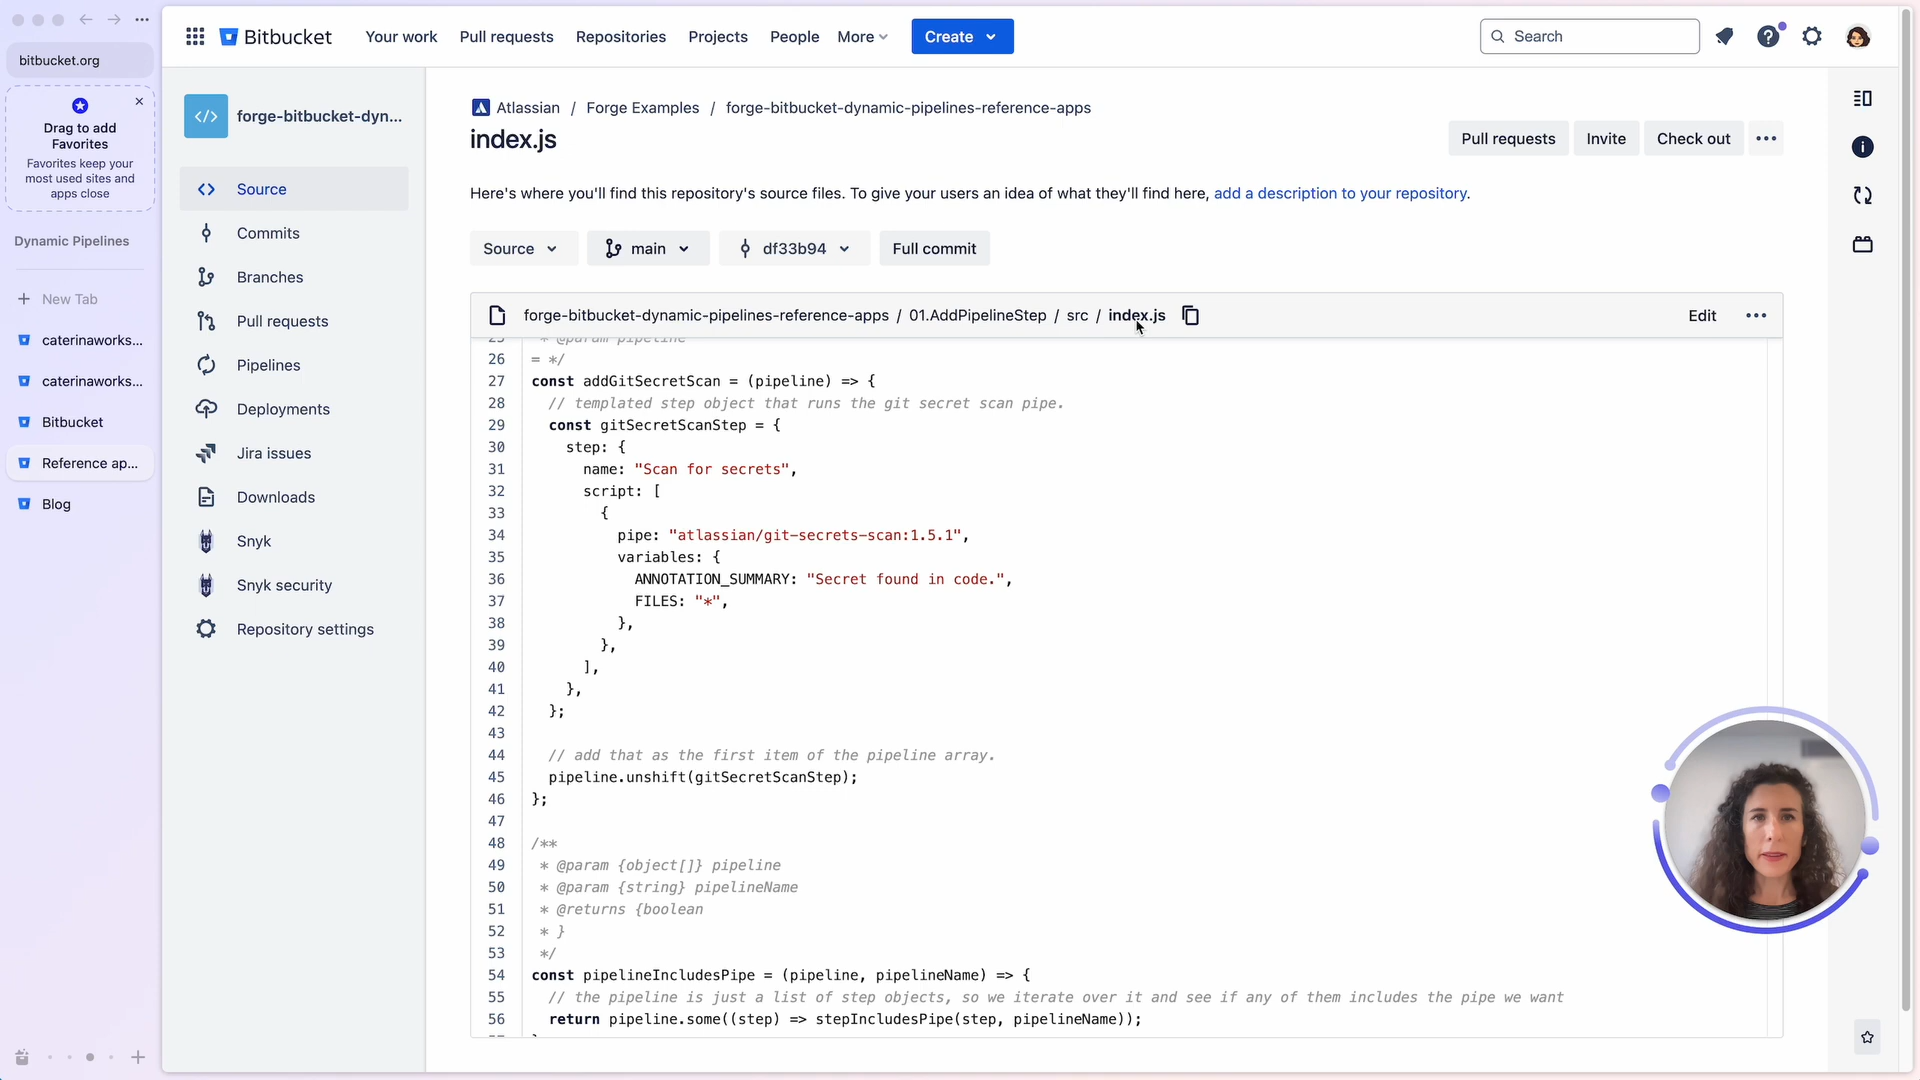 Bitbucket
Your work
Pull requests
Repositories
Projects
People
More
Create
Search
bitbucket.org
Drag to add
Favorites
Favorites keep your
most used sites and
apps close
Dynamic Pipelines
New Tab
caterinaworks...
caterinaworks...
Bitbucket
Reference ap...
Blog
forge-bitbucket-dyn...
Source
Commits
Branches
Pull requests
Pipelines
Deployments
Jira issues
Downloads
Snyk
Snyk security
Repository settings
Atlassian / Forge Examples / forge-bitbucket-dynamic-pipelines-reference-apps
index.js
Pull requests
Invite
Check out
Here's where you'll find this repository's source files. To give your users an idea of what they'll find here, add a description to your repository.
Source
main
df33b94
Full commit
forge-bitbucket-dynamic-pipelines-reference-apps / 01.AddPipelineStep / src / index.js
Edit
25 * @param pipeline
26 = */
27 const addGitSecretScan = (pipeline) => {
28 // templated step object that runs the git secret scan pipe.
29 const gitSecretScanStep = {
30 step: {
31 name: "Scan for secrets",
32 script: [
33 {
34 pipe: "atlassian/git-secrets-scan:1.5.1",
35 variables: {
36 ANNOTATION_SUMMARY: "Secret found in code.",
37 FILES: "*",
38 },
39 },
40 ],
41 },
42 };
43
44 // add that as the first item of the pipeline array.
45 pipeline.unshift(gitSecretScanStep);
46 };
47
48 /**
49 * @param {object[]} pipeline
50 * @param {string} pipelineName
51 * @returns {boolean
52 * }
53 */
54 const pipelineIncludesPipe = (pipeline, pipelineName) => {
55 // the pipeline is just a list of step objects, so we iterate over it and see if any of them includes the pipe we want
56 return pipeline.some((step) => stepIncludesPipe(step, pipelineName));